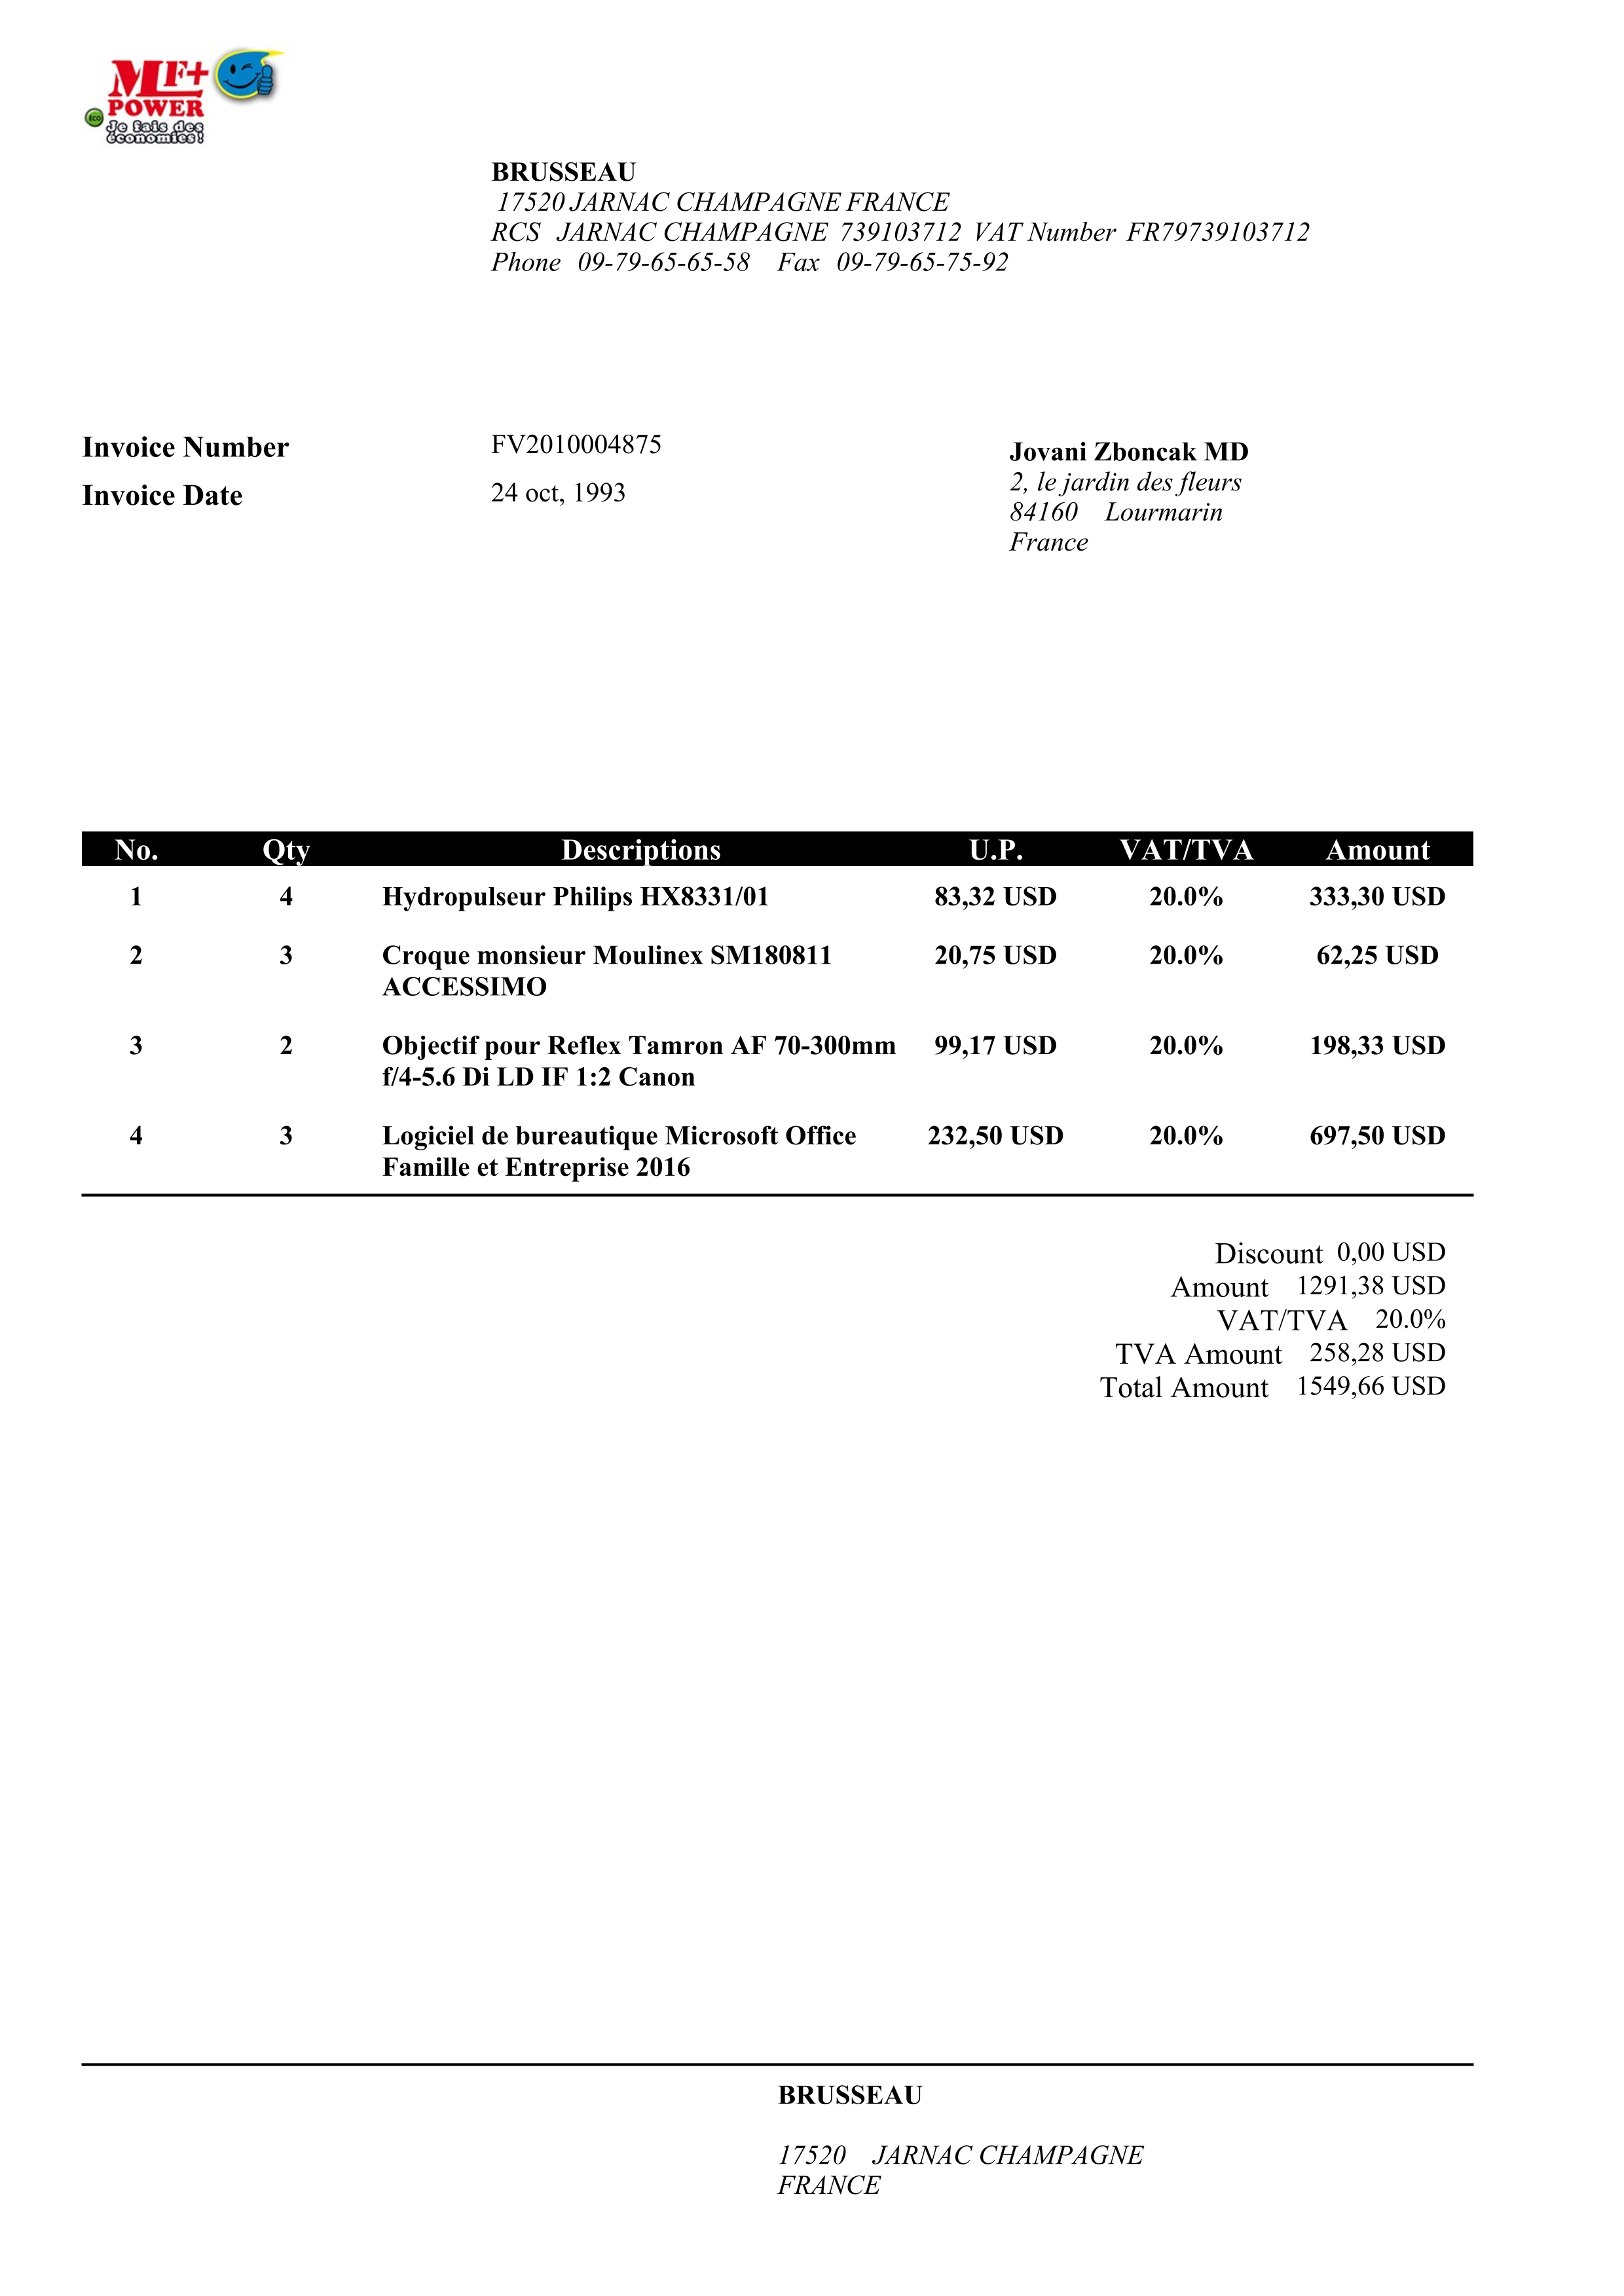 MF+
POWER
éco
Je fais des
économies!
BRUSSEAU
17520 JARNAC CHAMPAGNE FRANCE
RCS JARNAC CHAMPAGNE 739103712 VAT Number FR79739103712
Phone 09-79-65-65-58 Fax 09-79-65-75-92
Invoice Number FV2010004875
Invoice Date 24 oct, 1993
Jovani Zboncak MD
2, le jardin des fleurs
84160 Lourmarin
France
No. Qty Descriptions U.P. VAT/TVA Amount
1 4 Hydropulseur Philips HX8331/01 83,32 USD 20.0% 333,30 USD
2 3 Croque monsieur Moulinex SM180811 20,75 USD 20.0% 62,25 USD
ACCESSIMO
3 2 Objectif pour Reflex Tamron AF 70-300mm 99,17 USD 20.0% 198,33 USD
f/4-5.6 Di LD IF 1:2 Canon
4 3 Logiciel de bureautique Microsoft Office 232,50 USD 20.0% 697,50 USD
Famille et Entreprise 2016
Discount 0,00 USD
Amount 1291,38 USD
VAT/TVA 20.0%
TVA Amount 258,28 USD
Total Amount 1549,66 USD
BRUSSEAU
17520 JARNAC CHAMPAGNE
FRANCE